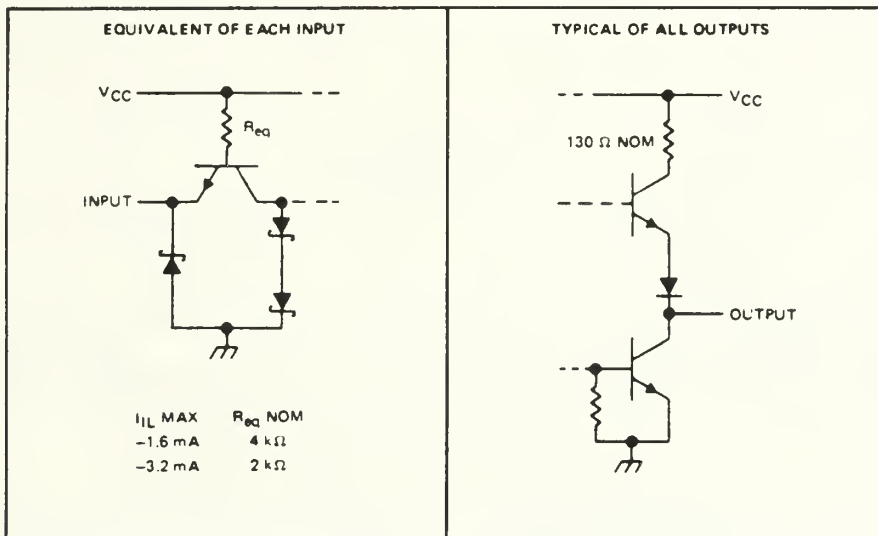 EQUIVALENT OF EACH INPUT
VCC
Req
INPUT
IIL MAX Req NOM
-1.6 mA 4 kΩ
-3.2 mA 2 kΩ
TYPICAL OF ALL OUTPUTS
VCC
130 Ω NOM
OUTPUT